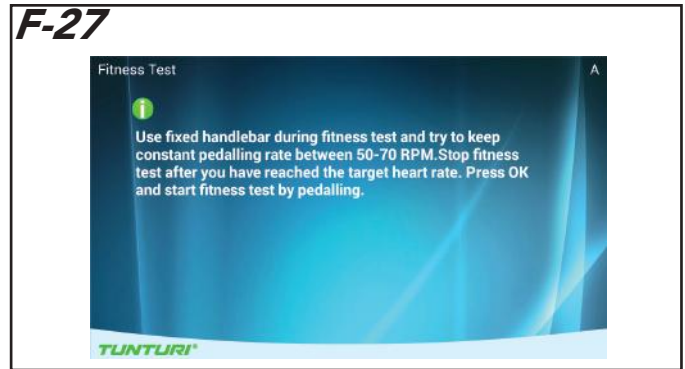 F-27
Fitness Test A
Use fixed handlebar during fitness test and try to keep
constant pedalling rate between 50-70 RPM.Stop fitness
test after you have reached the target heart rate. Press OK
and start fitness test by pedalling.
TUNTURI®